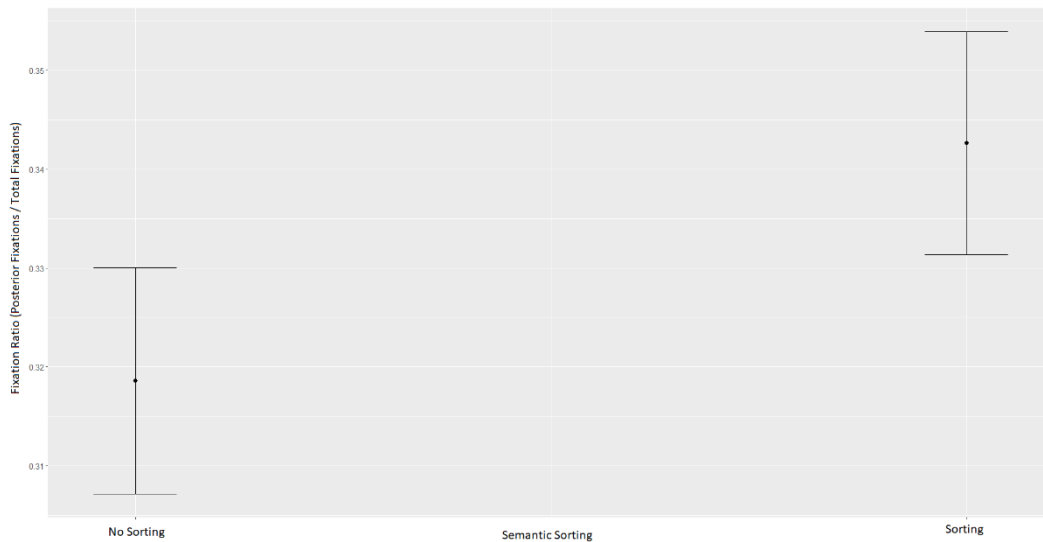 Fixation Ratio (Posterior Fixations / Total Fixations)
0.35
0.34
0.33
0.32
0.31
No Sorting
Semantic Sorting
Sorting